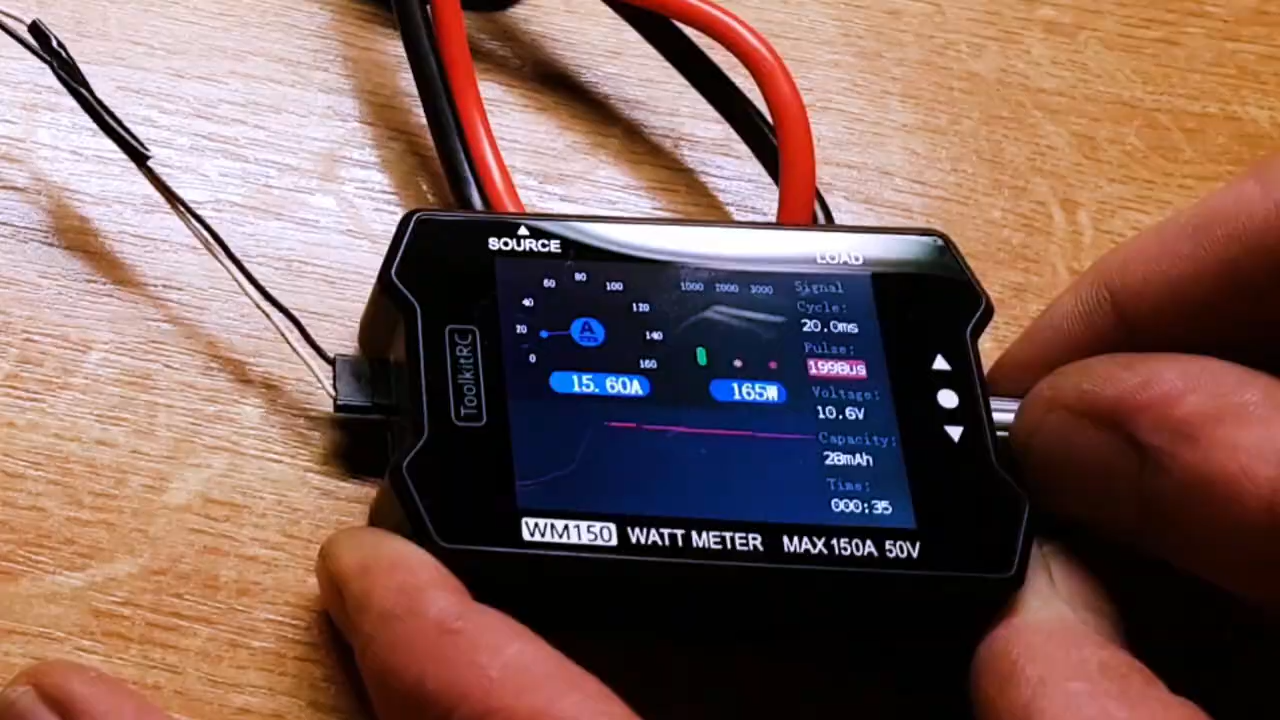 SOURCE
LOAD
ToolkitRC
0
20
40
60
80
100
120
140
160
A
15.60A
1000 2000 3000
165W
Signal
Cycle:
20.0ms
Pulse:
1998us
Voltage:
10.6V
Capacity:
28mAh
Time:
000:35
WM150 WATT METER MAX 150A 50V